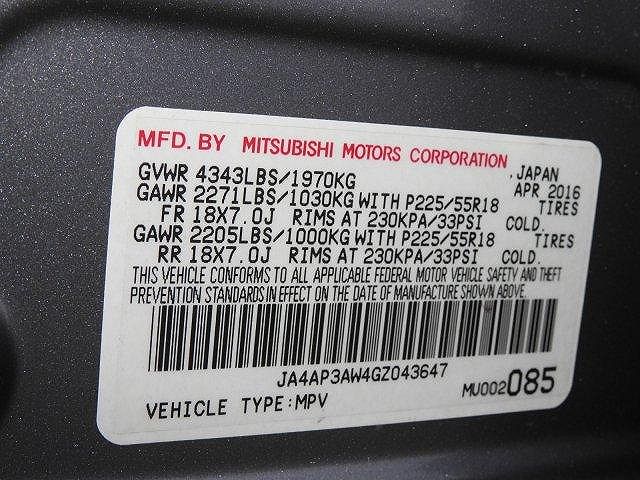 MFD. BY MITSUBISHI MOTORS CORPORATION, JAPAN
GVWR 4343LBS/1970KG APR 2016
GAWR 2271LBS/1030KG WITH P225/55R18 TIRES
FR 18X7.0J RIMS AT 230KPA/33PSI COLD.
GAWR 2205LBS/1000KG WITH P225/55R18 TIRES
RR 18X7.0J RIMS AT 230KPA/33PSI COLD.
THIS VEHICLE CONFORMS TO ALL APPLICABLE FEDERAL MOTOR VEHICLE SAFETY AND THEFT
PREVENTION STANDARDS IN EFFECT ON THE DATE OF MANUFACTURE SHOWN ABOVE.
JA4AP3AW4GZ043647
VEHICLE TYPE:MPV MU002085